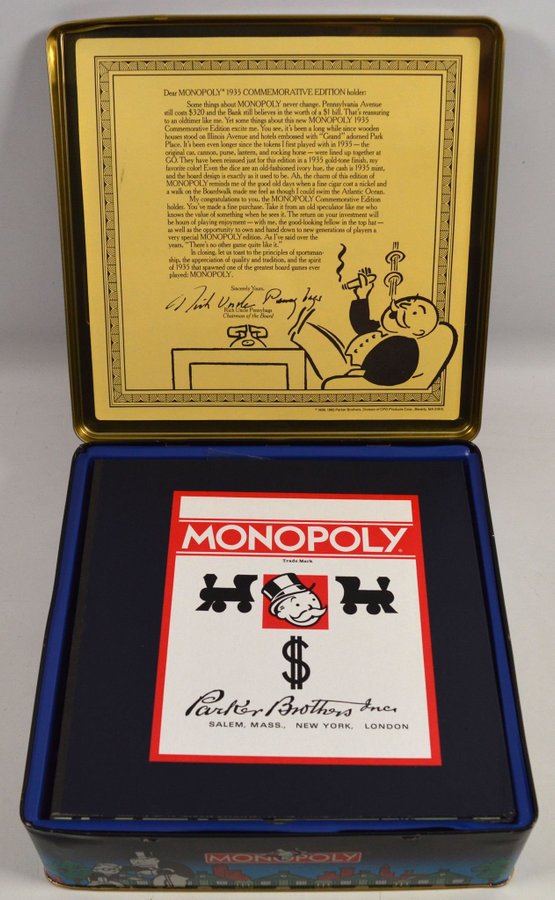 Dear MONOPOLY 1935 COMMEMORATIVE EDITION holder:
Some things about MONOPOLY never change. Pennsylvania Avenue
still costs $320 and the Bank still believes in the worth of a $1 bill. That's reassuring
to an oldtimer like me. Yet some things about this new MONOPOLY 1935
Commemorative Edition excite me. You see, it's been a long while since wooden
houses stood on Illinois Avenue and hotels embossed with "Grand" adorned Park
Place. It's been even longer since the tokens I first played with in 1935 — the
original car, cannon, purse, lantern, and rocking horse — were lined up together at
GO. They have been reissued just for this edition in a 1935 gold-tone finish, my
favorite color! Even the dice are an old-fashioned ivory hue, the cash is 1935 mint,
and the board design is exactly as it used to be. Ah, the charm of this edition of
MONOPOLY reminds me of the good old days when a fine cigar cost a nickel and
a walk on the Boardwalk made me feel as though I could swim the Atlantic Ocean.
My congratulations to you, the MONOPOLY Commemorative Edition
holder. You've made a fine purchase. Take it from an old speculator like me who
knows the value of something when he sees it. The return on your investment will
be hours of playing enjoyment — with me, the good-looking fellow in the top hat —
as well as the opportunity to own and hand down to new generations of players a
very special MONOPOLY edition. As I've said over the
years, "There's no other game quite like it."
In closing, let us toast to the principles of sportsman-
ship, the appreciation of quality and tradition, and the spirit
of 1935 that spawned one of the greatest board games ever
played: MONOPOLY.
Sincerely Yours,
Rich Uncle Pennybags
Rich Uncle Pennybags
Chairman of the Board
Parker Brothers, Division of CPG Products Corp., Beverly, MA 01915
MONOPOLY®
Trade Mark
$
Parker Brothers Inc.
SALEM, MASS., NEW YORK, LONDON
MONOPOLY